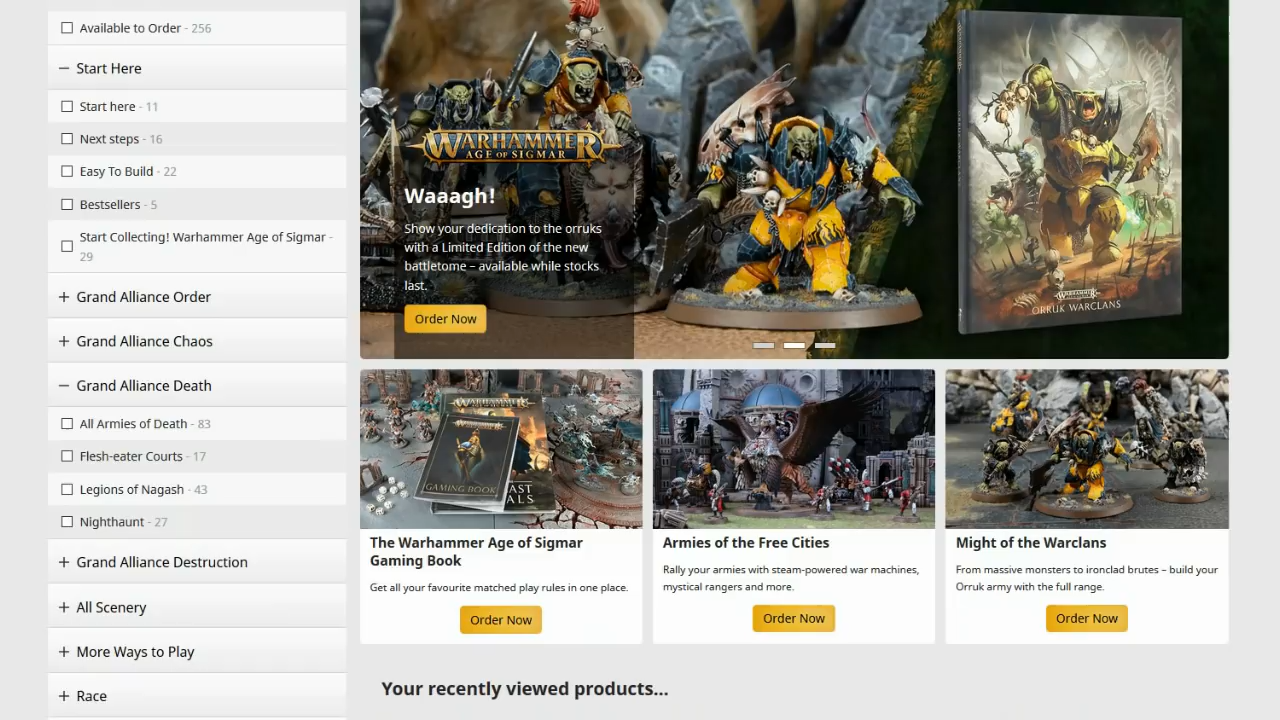 Available to Order - 256
Start Here
Start here - 11
Next steps - 16
Easy To Build - 22
Bestsellers - 5
Start Collecting! Warhammer Age of Sigmar -
29
Grand Alliance Order
Grand Alliance Chaos
Grand Alliance Death
All Armies of Death - 83
Flesh-eater Courts - 17
Legions of Nagash - 43
Nighthaunt - 27
Grand Alliance Destruction
All Scenery
More Ways to Play
Race
WARHAMMER
AGE OF SIGMAR
Waaagh!
Show your dedication to the orruks
with a Limited Edition of the new
battletome – available while stocks
last.
Order Now
ORRUK WARCLANS
WARHAMMER
GAMING BOOK
The Warhammer Age of Sigmar
Gaming Book
Get all your favourite matched play rules in one place.
Order Now
Armies of the Free Cities
Rally your armies with steam-powered war machines,
mystical rangers and more.
Order Now
Might of the Warclans
From massive monsters to ironclad brutes – build your
Orruk army with the full range.
Order Now
Your recently viewed products...